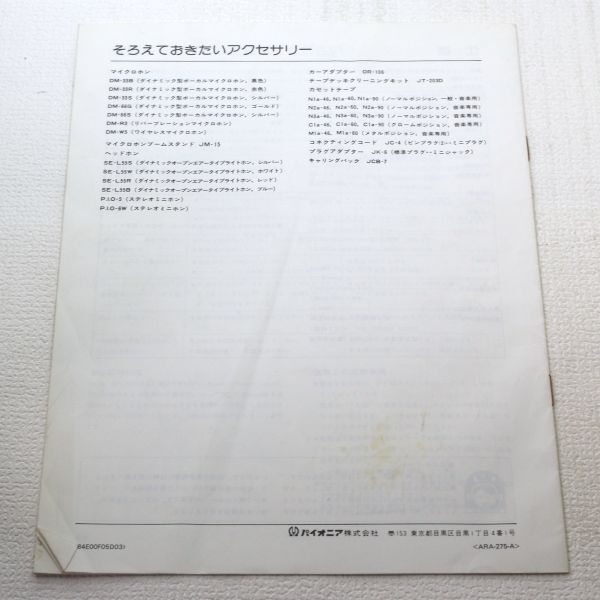 そろえておきたいアクセサリー
マイクロホン
DM-33B（ダイナミック型ボーカルマイクロホン、黒色）
DM-33R（ダイナミック型ボーカルマイクロホン、赤色）
DM-33S（ダイナミック型ボーカルマイクロホン、シルバー）
DM-66G（ダイナミック型ボーカルマイクロホン、ゴールド）
DM-66S（ダイナミック型ボーカルマイクロホン、シルバー）
DM-R3（リバーブレーションマイクロホン）
DM-W5（ワイヤレスマイクロホン）
マイクロホンブームスタンド JM-15
ヘッドホン
SE-L55S（ダイナミックオープンエアータイプライトホン、シルバー）
SE-L55W（ダイナミックオープンエアータイプライトホン、ホワイト）
SE-L55R（ダイナミックオープンエアータイプライトホン、レッド）
SE-L55B（ダイナミックオープンエアータイプライトホン、ブルー）
P.I.O-5（ステレオミニホン）
P.I.O-6W（ステレオミニホン）
カーアダプター DR-136
テープデッキクリーニングキット JT-203D
カセットテープ
N1a-46, N1a-60, N1a-90（ノーマルポジション、一般・音楽用）
N2a-46, N2a-60, N2a-90（ノーマルポジション、音楽専用）
N3a-46, N3a-60, N3a-90（ノーマルポジション、音楽専用）
C1a-46, C1a-60, C1a-90（クロームポジション、音楽専用）
M1a-46, M1a-60（メタルポジション、音楽専用）
コネクティングコード JC-4（ピンプラグ2↔ミニプラグ）
プラグアダプター JK-6（標準プラグ↔ミニジャック）
キャリングバック JCB-7
パイオニア株式会社 〒153 東京都目黒区目黒1丁目4番1号
84E00F05D03)
<ARA-275-A>